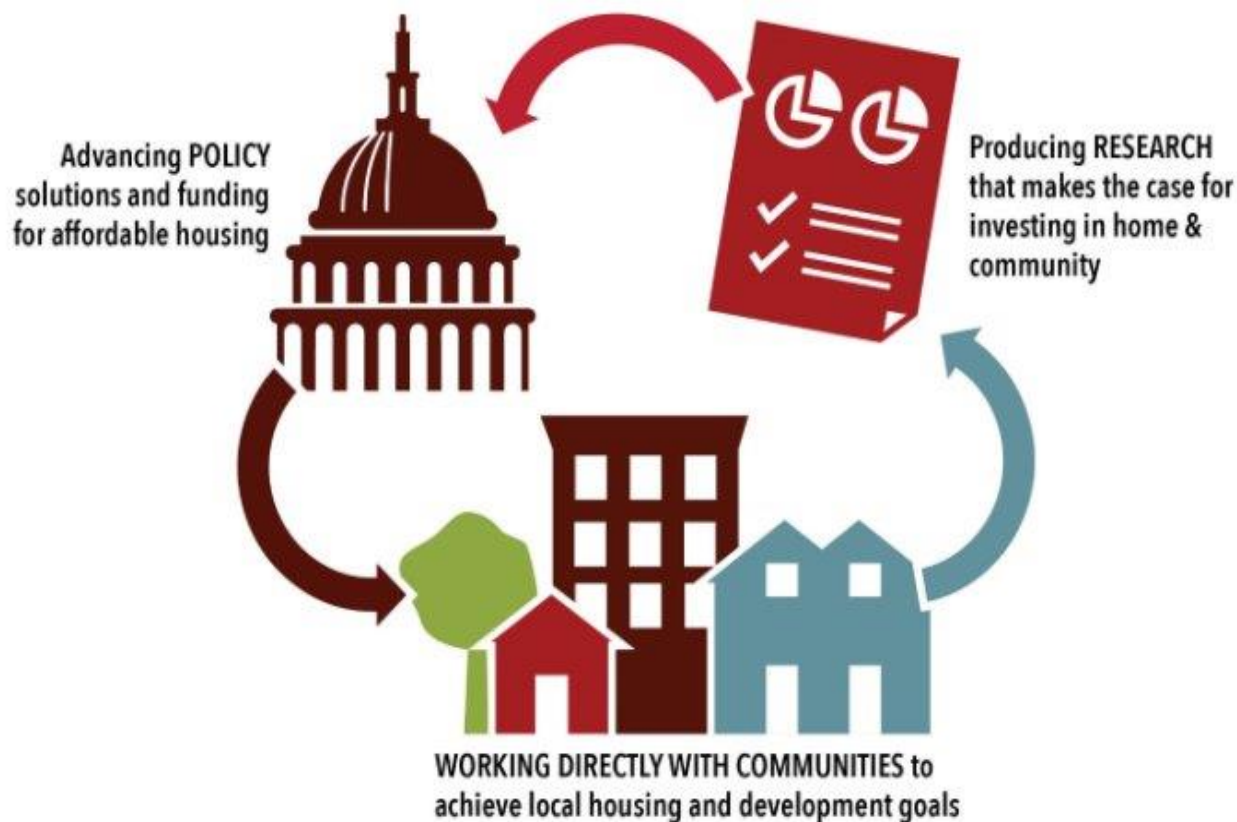 Advancing POLICY
solutions and funding
for affordable housing
Producing RESEARCH
that makes the case for
investing in home &
community
WORKING DIRECTLY WITH COMMUNITIES to
achieve local housing and development goals